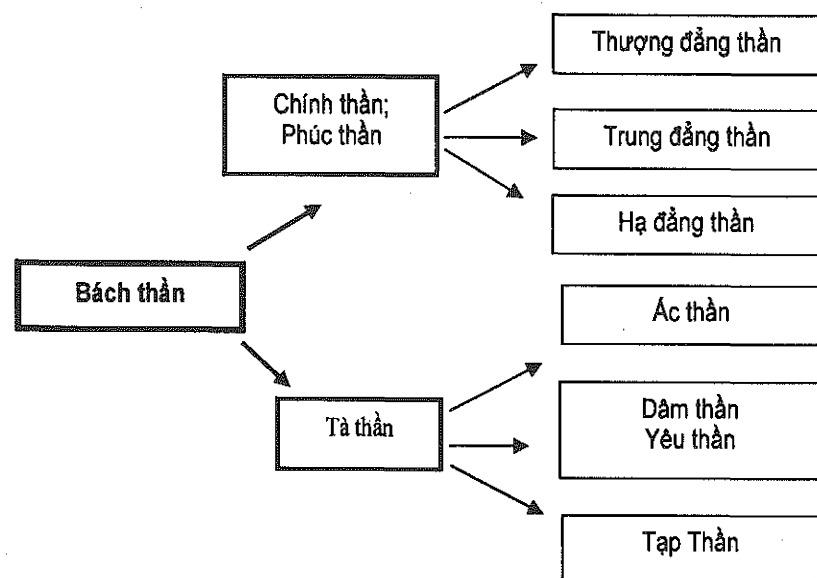 Thượng đẳng thần
Chính thần;
Phúc thần
Trung đẳng thần
Hạ đẳng thần
Bách thần
Ác thần
Tà thần
Dâm thần
Yêu thần
Tạp Thần